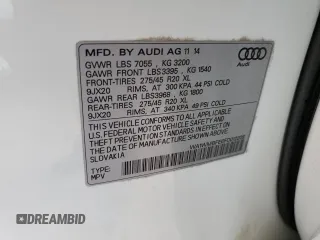 MFD. BY AUDI AG 11 14
GVWR LBS 7055 , KG 3200
GAWR FRONT LBS3395 , KG 1540
FRONT-TIRES 275/45 R20 XL
9JX20 RIMS, AT 300 KPA 44 PSI COLD
GAWR REAR LBS3968 , KG 1800
REAR-TIRES 275/45 R20 XL
9JX20 RIMS, AT 340 KPA 49 PSI COLD
THIS VEHICLE CONFORMS TO ALL APPLICABLE
U.S. FEDERAL MOTOR VEHICLE SAFETY AND
THEFT PREVENTION STANDARDS IN EFFECT ON
THE DATE OF MANUFACTURE SHOWN ABOVE.
SLOVAKIA
TYPE:
MPV
Audi
DREAMBID